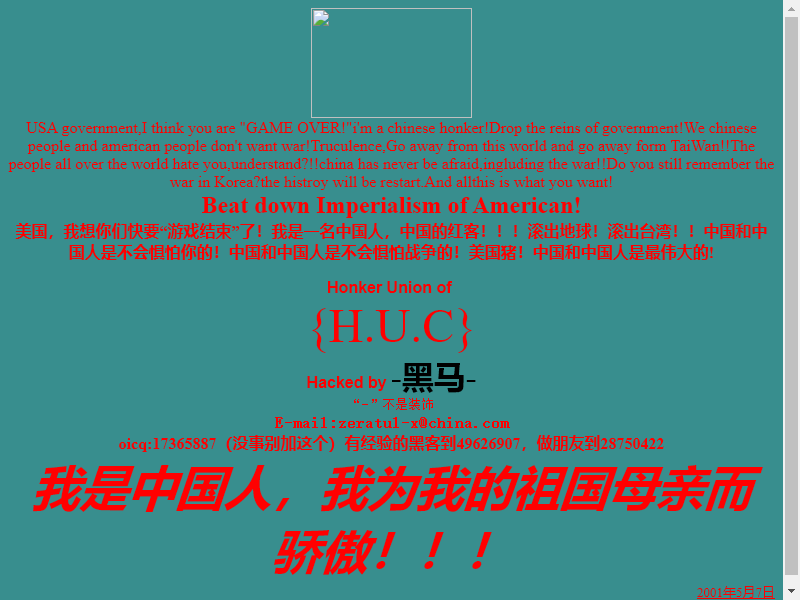 USA government,I think you are "GAME OVER!"i'm a chinese honker!Drop the reins of government!We chinese
people and american people don't want war!Truculence,Go away from this world and go away form TaiWan!!The
people all over the world hate you,understand?!!china has never be afraid,ingluding the war!!Do you still remember the
war in Korea?the histroy will be restart.And allthis is what you want!
Beat down Imperialism of American!
美国，我想你们快要“游戏结束”了！我是一名中国人，中国的红客！！！滚出地球！滚出台湾！！中国和中
国人是不会惧怕你的！中国和中国人是不会惧怕战争的！美国猪！中国和中国人是最伟大的!
Honker Union of
{H.U.C}
Hacked by -黑马-
“-”不是装饰
E-mail:zeratul-x@china.com
oicq:17365887（没事别加这个）有经验的黑客到49626907，做朋友到28750422
我是中国人，我为我的祖国母亲而
骄傲！！！
2001年5月7日